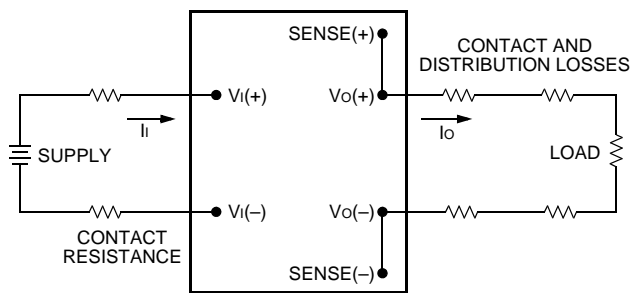 SENSE(+)
CONTACT AND
DISTRIBUTION LOSSES
VI(+)
VO(+)
II
IO
SUPPLY
LOAD
VI(–)
VO(–)
CONTACT
RESISTANCE
SENSE(–)